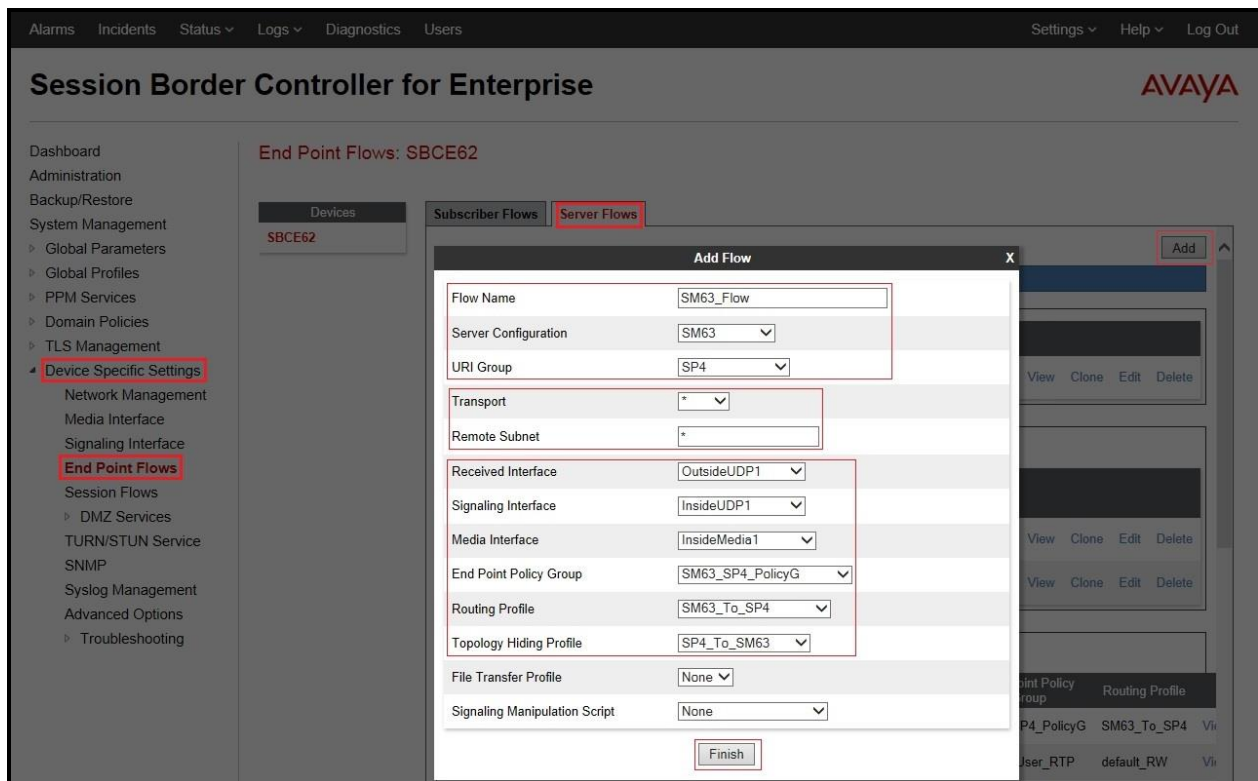 Alarms Incidents Status Logs Diagnostics Users Settings Help Log Out
Session Border Controller for Enterprise
AVAYA
Dashboard
Administration
Backup/Restore
System Management
Global Parameters
Global Profiles
PPM Services
Domain Policies
TLS Management
Device Specific Settings
Network Management
Media Interface
Signaling Interface
End Point Flows
Session Flows
DMZ Services
TURN/STUN Service
SNMP
Syslog Management
Advanced Options
Troubleshooting
End Point Flows: SBCE62
Devices
SBCE62
Subscriber Flows Server Flows
Add
Add Flow X
Flow Name SM63_Flow
Server Configuration SM63
URI Group SP4
Transport *
Remote Subnet *
Received Interface OutsideUDP1
Signaling Interface InsideUDP1
Media Interface InsideMedia1
End Point Policy Group SM63_SP4_PolicyG
Routing Profile SM63_To_SP4
Topology Hiding Profile SP4_To_SM63
File Transfer Profile None
Signaling Manipulation Script None
Finish
View Clone Edit Delete
View Clone Edit Delete
View Clone Edit Delete
Policy Routing Profile
P4_PolicyG SM63_To_SP4
User_RTP default_RW